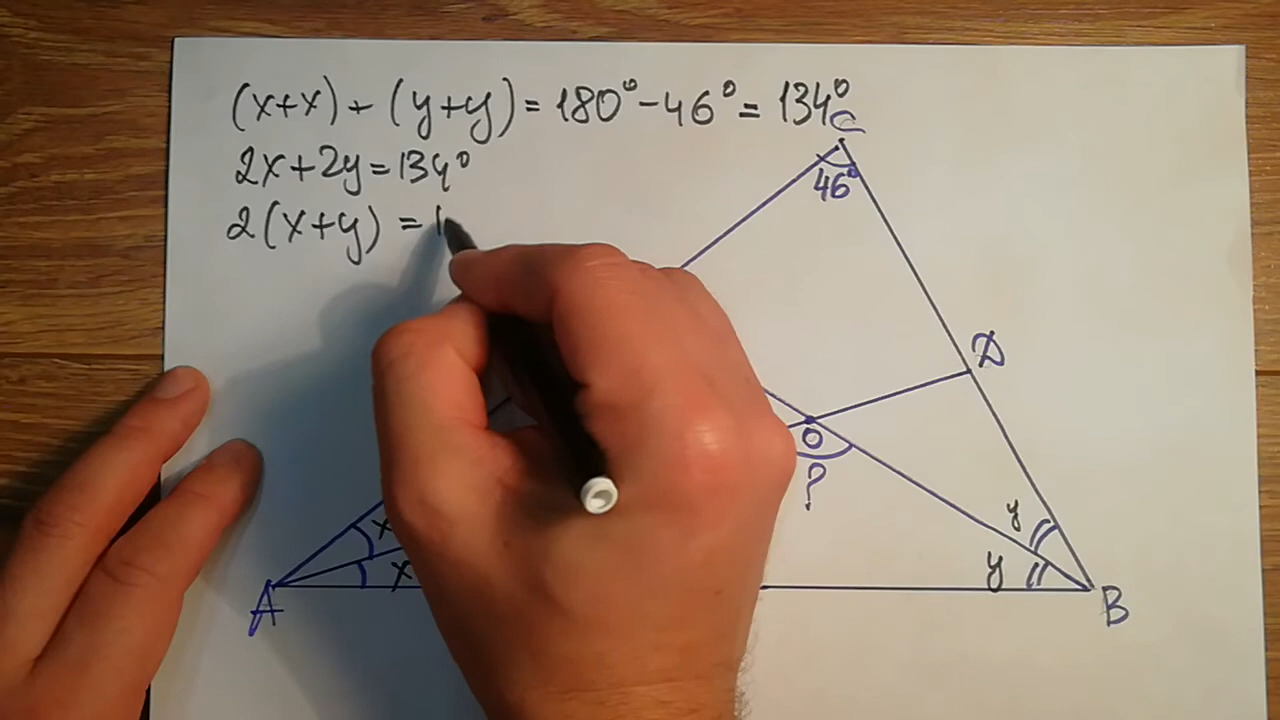 (x+x)+(y+y)=180°-46°=134°
2x+2y=134°
2(x+y)=1
C
46°
D
O
?
x
x
y
y
A
B